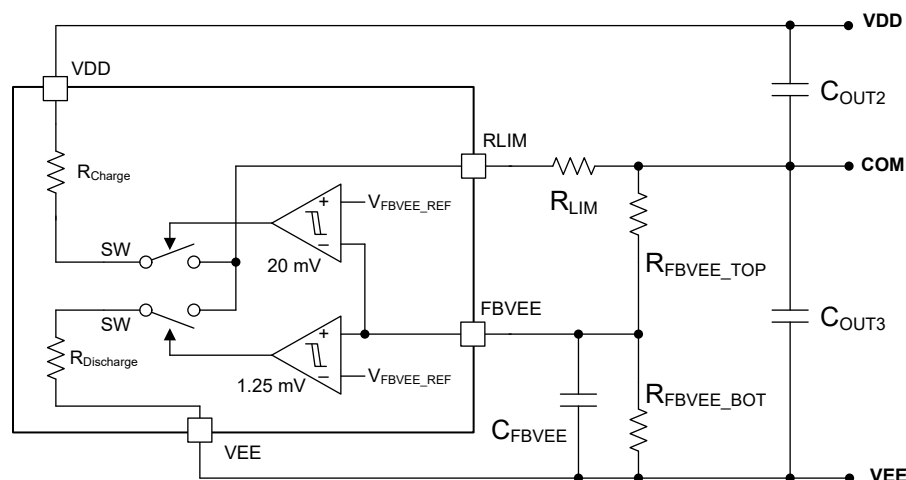 VDD
VDD
C_OUT2
RLIM
R_Charge
COM
V_FBVEE_REF
R_LIM
SW
20 mV
R_FBVEE_TOP
FBVEE
SW
C_OUT3
R_Discharge
V_FBVEE_REF
1.25 mV
R_FBVEE_BOT
C_FBVEE
VEE
VEE